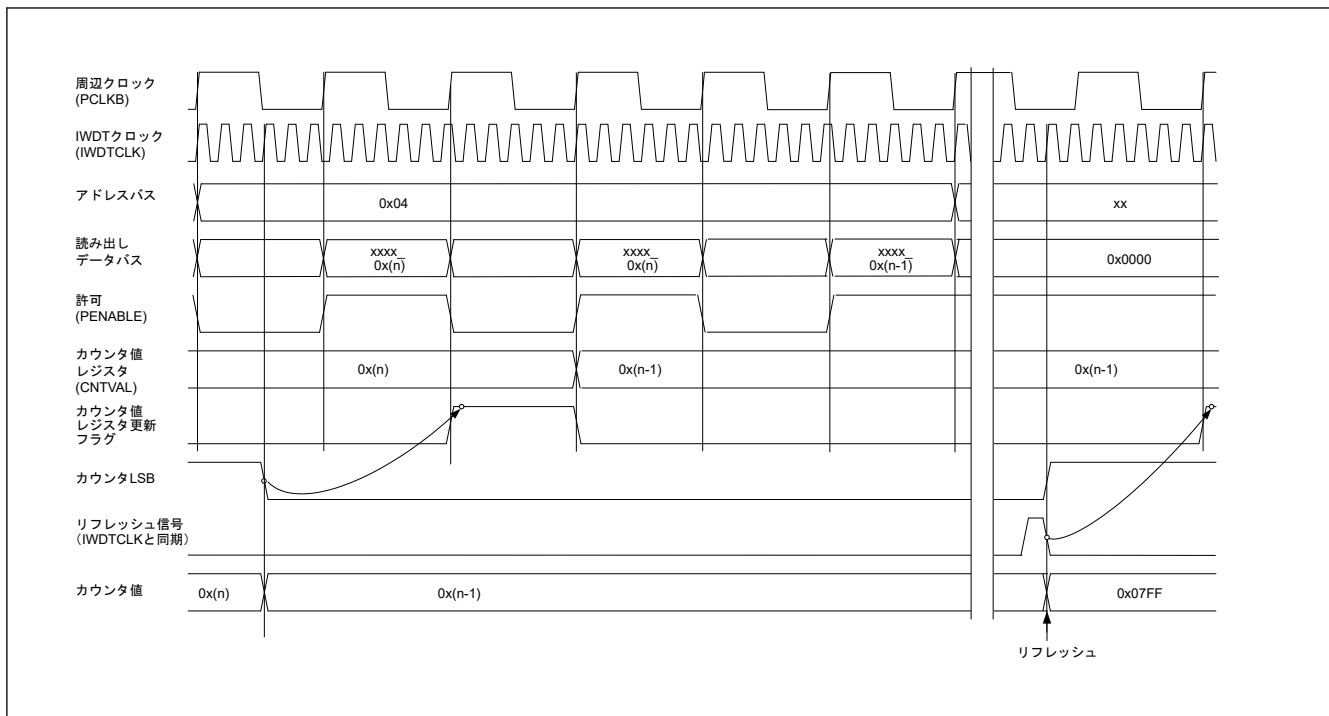 周辺クロック
(PCLKB)
IWDTクロック
(IWDTCLK)
アドレスバス
0x04
xx
読み出し
データバス
xxxx_
0x(n)
xxxx_
0x(n)
xxxx_
0x(n-1)
0x0000
許可
(PENABLE)
カウンタ値
レジスタ
(CNTVAL)
0x(n)
0x(n-1)
0x(n-1)
カウンタ値
レジスタ更新
フラグ
カウンタLSB
リフレッシュ信号
(IWDTCLKと同期)
カウンタ値
0x(n)
0x(n-1)
0x07FF
リフレッシュ